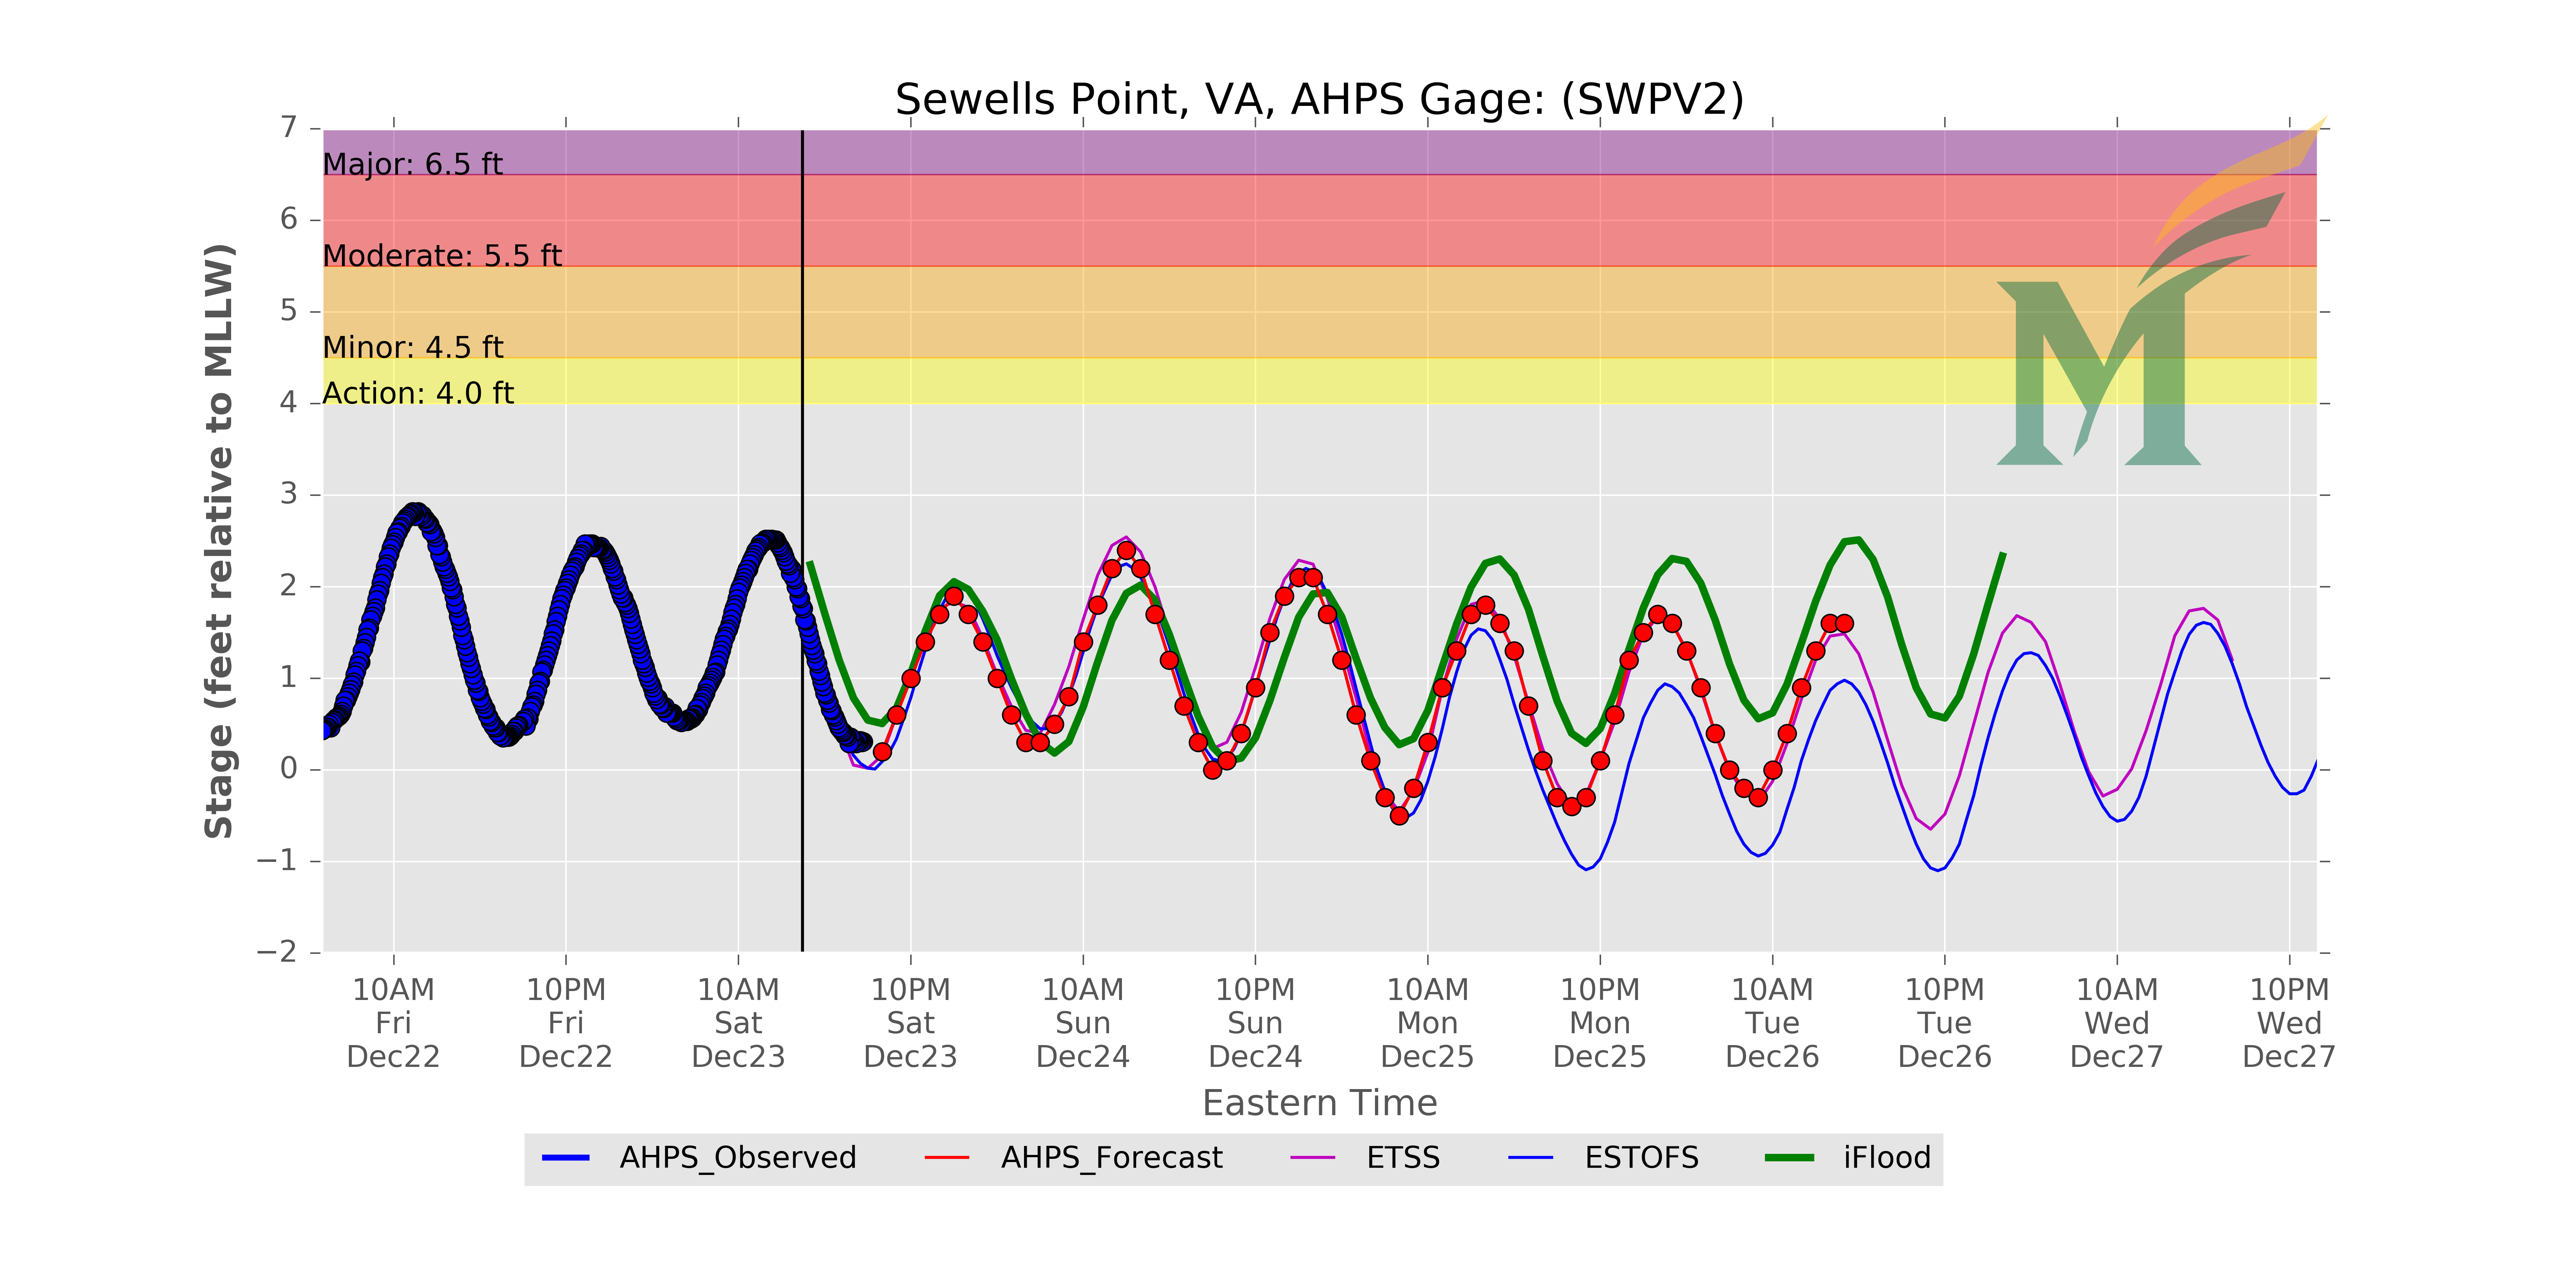 Sewells Point, VA, AHPS Gage: (SWPV2)
7
Major: 6.5 ft
6
Moderate: 5.5 ft
5
Minor: 4.5 ft
Action: 4.0 ft
4
3
2
1
0
−1
−2
Stage (feet relative to MLLW)
10AM 10PM 10AM 10PM 10AM 10PM 10AM 10PM 10AM 10PM 10AM 10PM
Fri Fri Sat Sat Sun Sun Mon Mon Tue Tue Wed Wed
Dec22 Dec22 Dec23 Dec23 Dec24 Dec24 Dec25 Dec25 Dec26 Dec26 Dec27 Dec27
Eastern Time
AHPS_Observed AHPS_Forecast ETSS ESTOFS iFlood
M